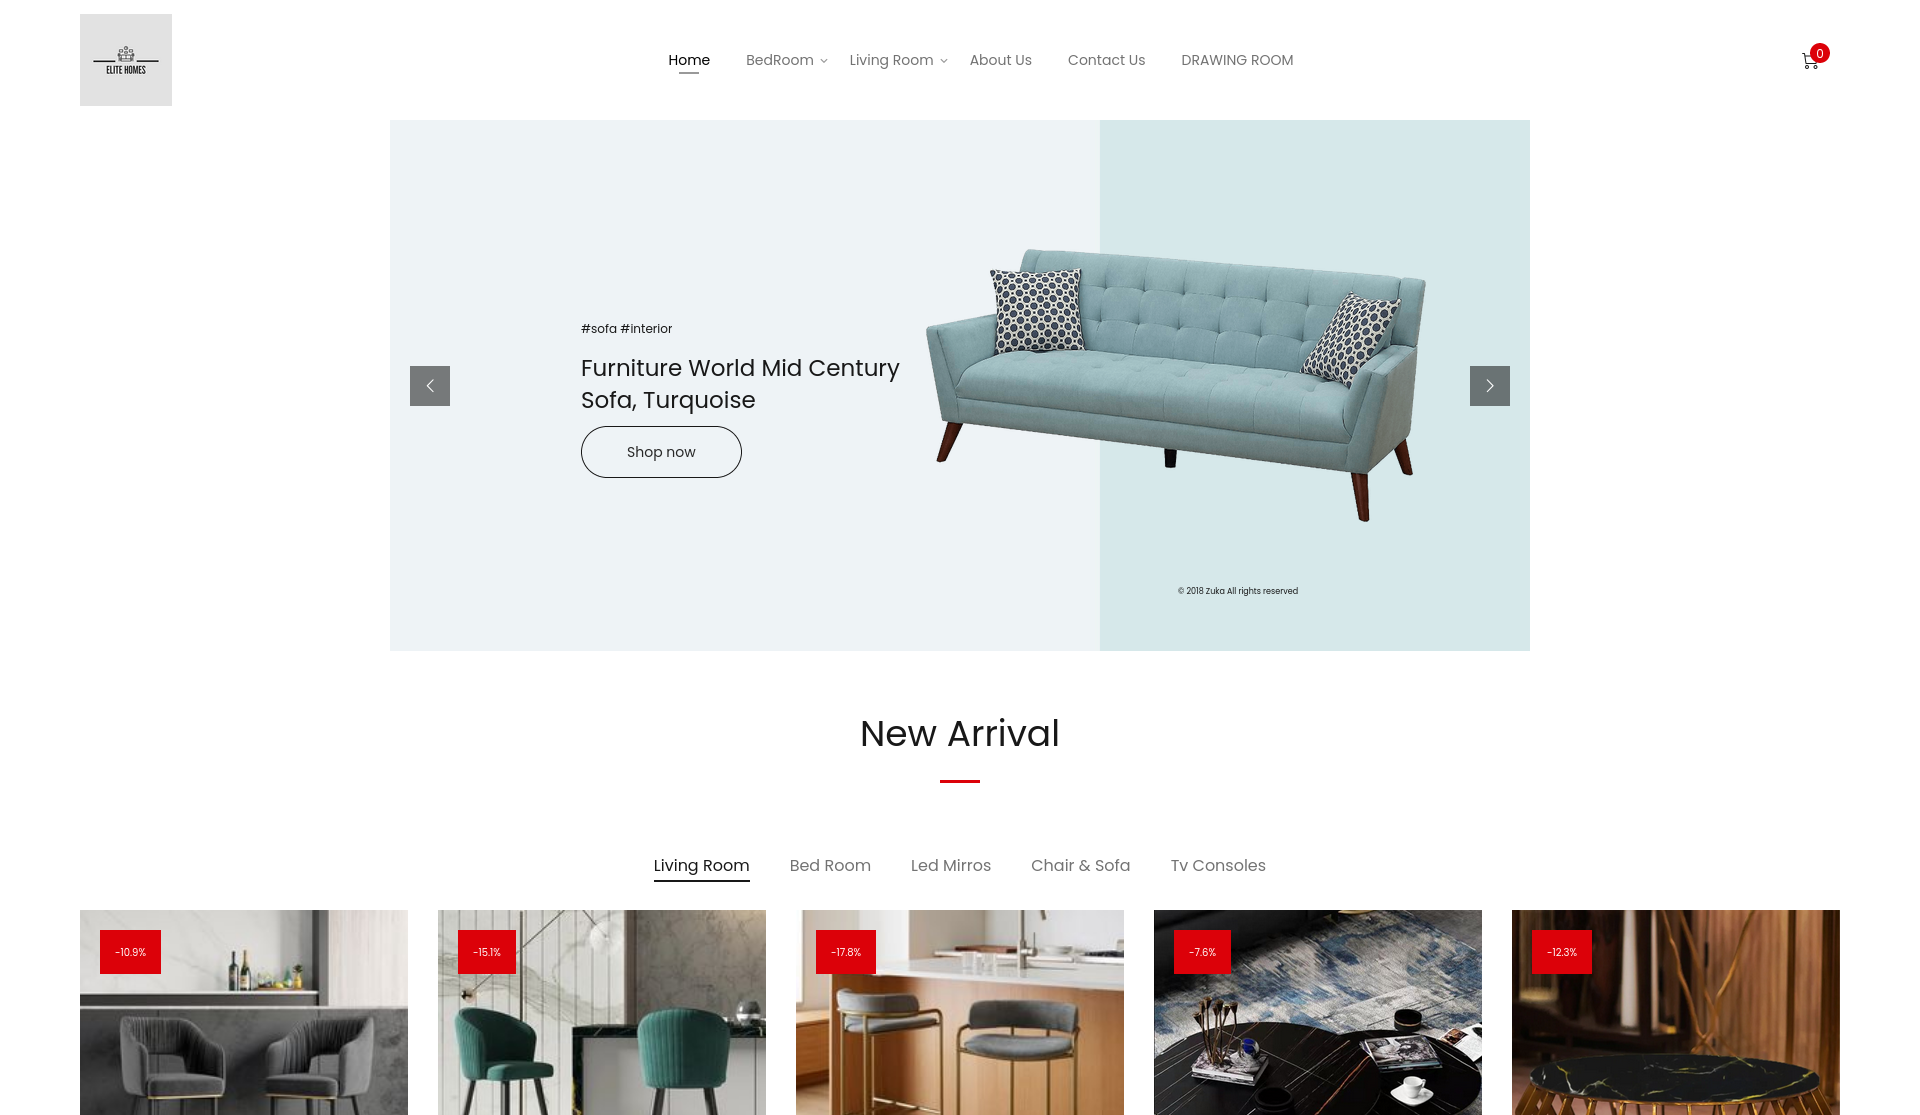 ELITE HOMES
Home BedRoom Living Room About Us Contact Us DRAWING ROOM
0
#sofa #interior
Furniture World Mid Century
Sofa, Turquoise
Shop now
© 2018 Zuka All rights reserved
New Arrival
Living Room Bed Room Led Mirros Chair & Sofa Tv Consoles
-10.9% -15.1% -17.8% -7.6% -12.3%